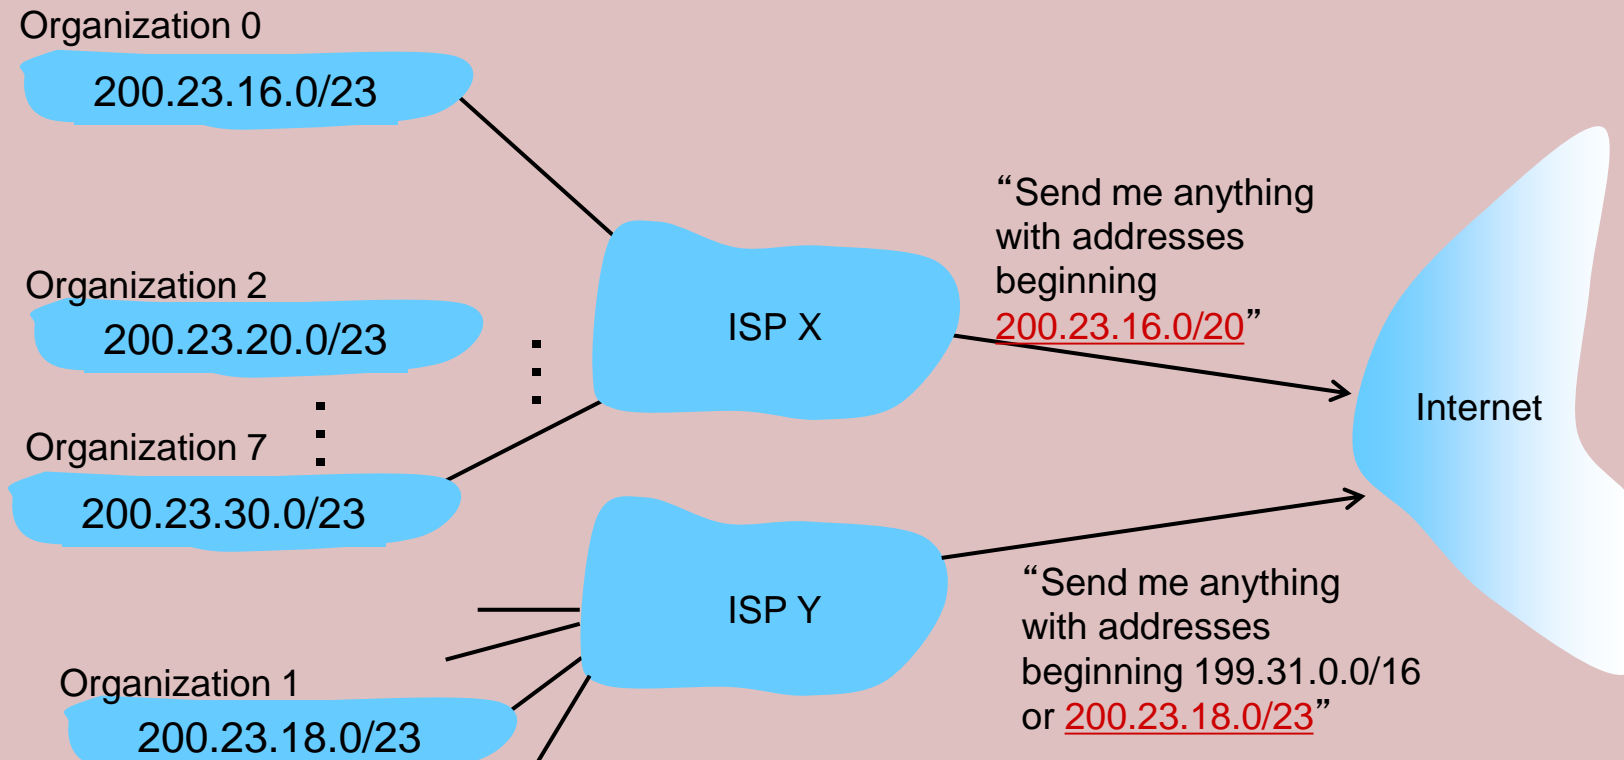 Organization 0
200.23.16.0/23
Organization 2
200.23.20.0/23
Organization 7
200.23.30.0/23
Organization 1
200.23.18.0/23
ISP X
ISP Y
“Send me anything
with addresses
beginning
200.23.16.0/20”
“Send me anything
with addresses
beginning 199.31.0.0/16
or 200.23.18.0/23”
Internet